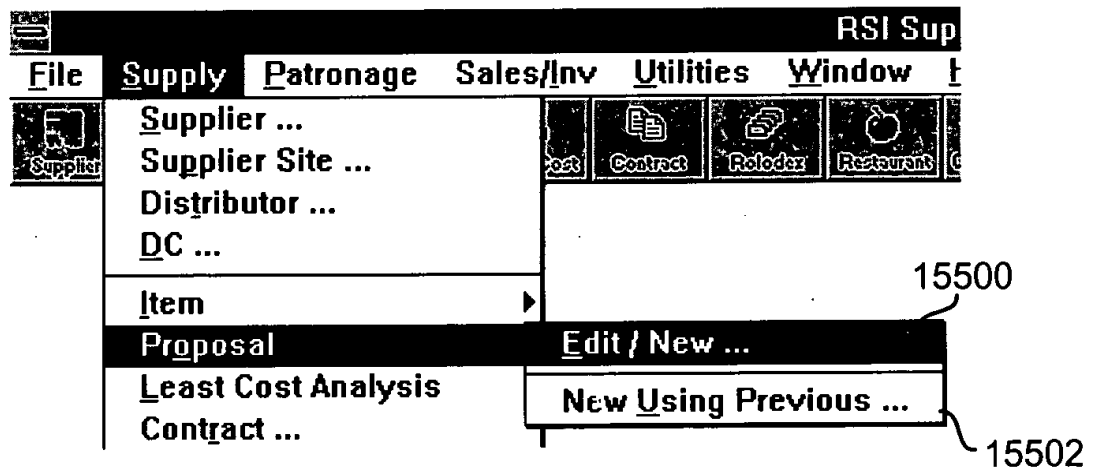 RSI Sup
File Supply Patronage Sales/Inv Utilities Window H
Supplier Cost Contract Rolodex Restaurant
Supplier ...
Supplier Site ...
Distributor ...
DC ...
15500
Item
Proposal Edit / New ...
Least Cost Analysis
New Using Previous ...
Contract ...
15502